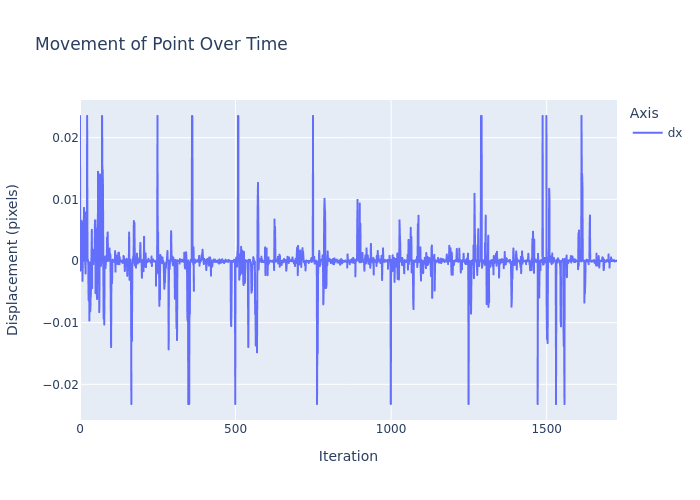 Movement of Point Over Time
Axis
dx
Displacement (pixels)
0.02
0.01
0
−0.01
−0.02
0
500
1000
1500
Iteration